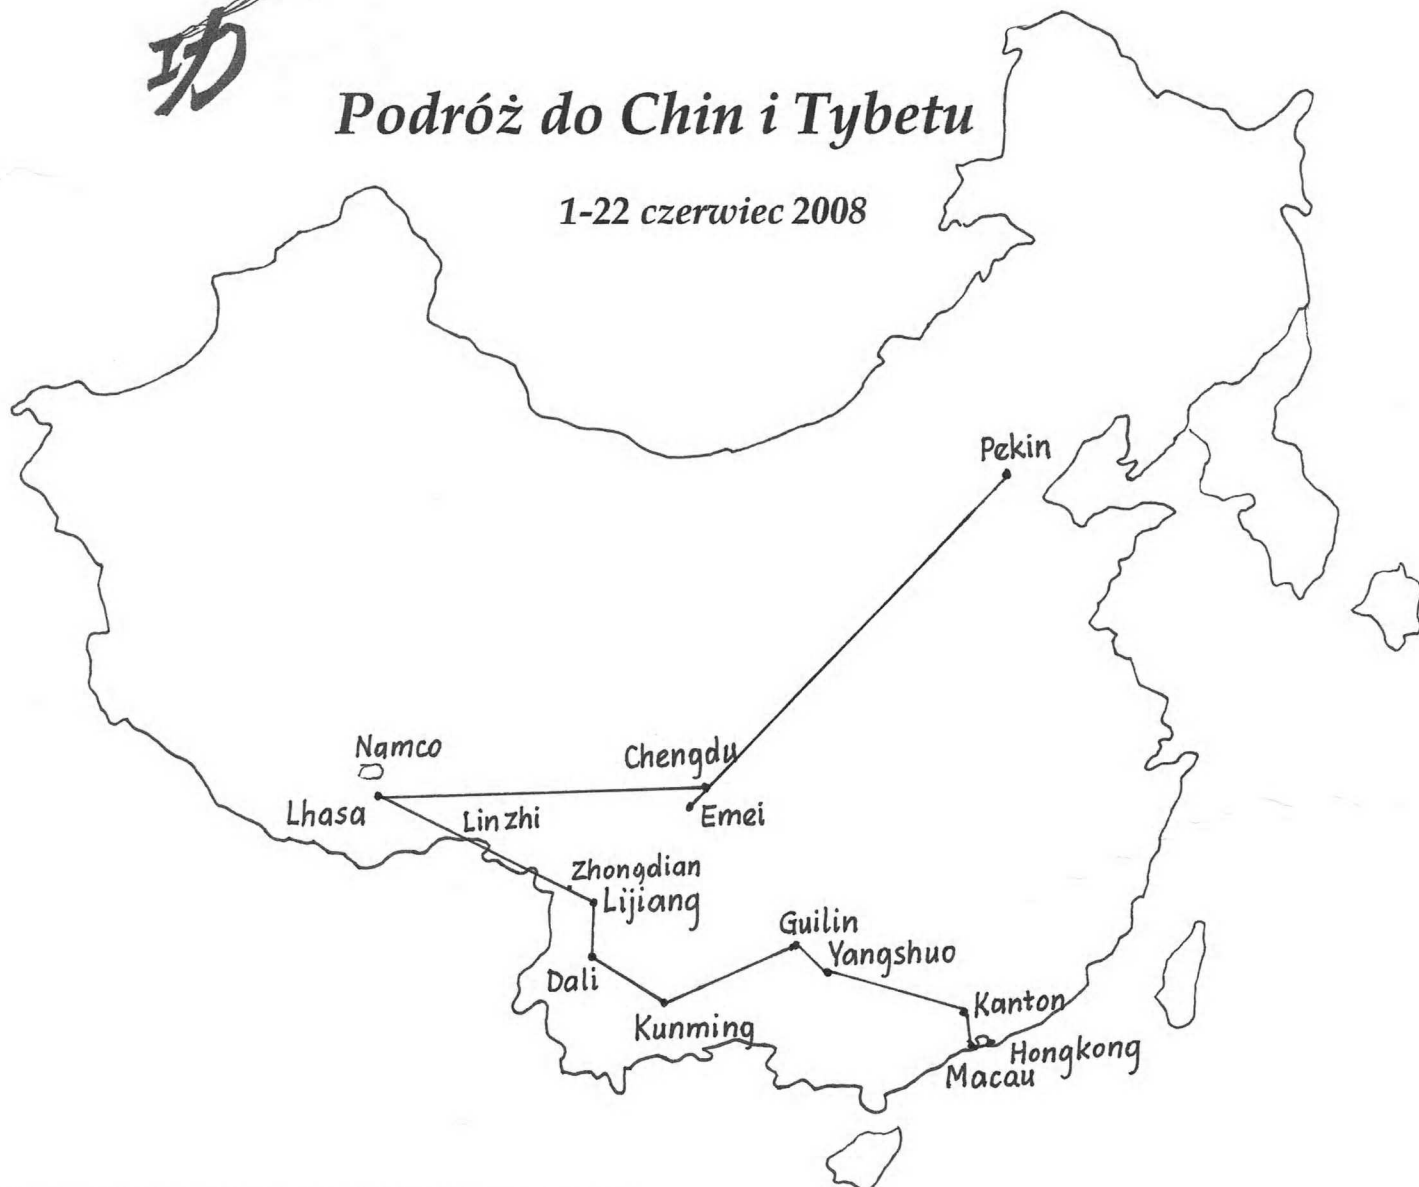 功
Podróż do Chin i Tybetu
1-22 czerwiec 2008
Pekin
Namco
Chengdu
Lhasa
Linzhi
Emei
Zhongdian
Lijiang
Guilin
Yangshuo
Dali
Kanton
Kunming
Hongkong
Macau